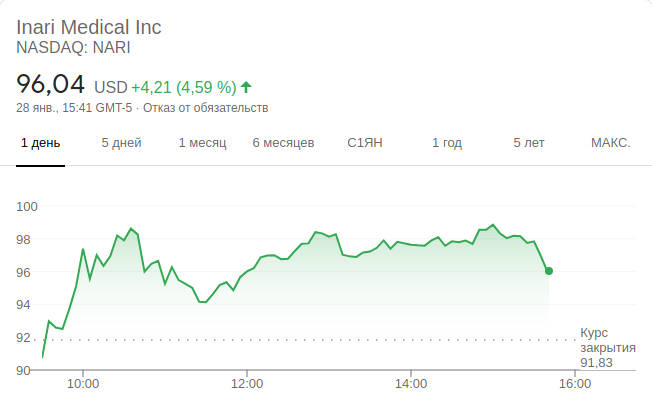 Inari Medical Inc
NASDAQ: NARI
96,04 USD +4,21 (4,59 %)
28 янв., 15:41 GMT-5 · Отказ от обязательств
1 день 5 дней 1 месяц 6 месяцев С1ЯН 1 год 5 лет МАКС.
100
98
96
94
92
90
Курс
закрытия
91,83
10:00 12:00 14:00 16:00